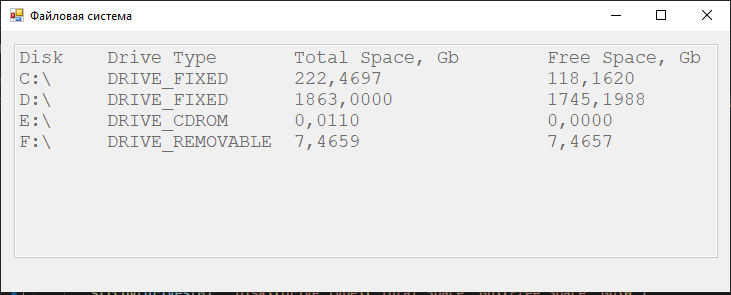 Файловая система
Disk Drive Type Total Space, Gb Free Space, Gb
C:\ DRIVE_FIXED 222,4697 118,1620
D:\ DRIVE_FIXED 1863,0000 1745,1988
E:\ DRIVE_CDROM 0,0110 0,0000
F:\ DRIVE_REMOVABLE 7,4659 7,4657